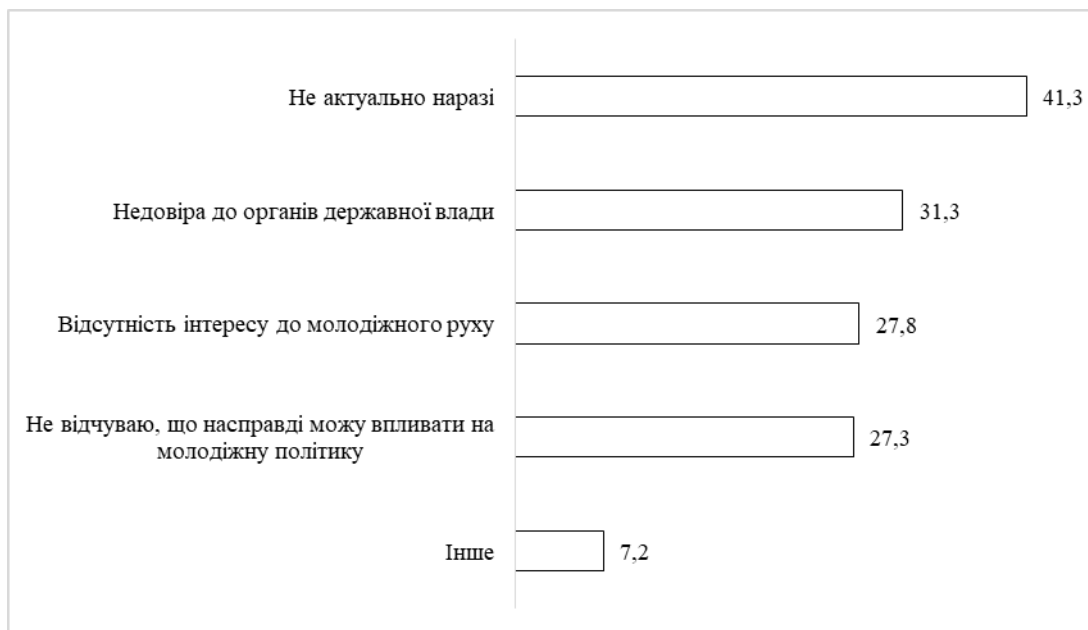 Не актуально наразі
41,3
Недовіра до органів державної влади
31,3
Відсутність інтересу до молодіжного руху
27,8
Не відчуваю, що насправді можу впливати на
молодіжну політику
27,3
Інше
7,2